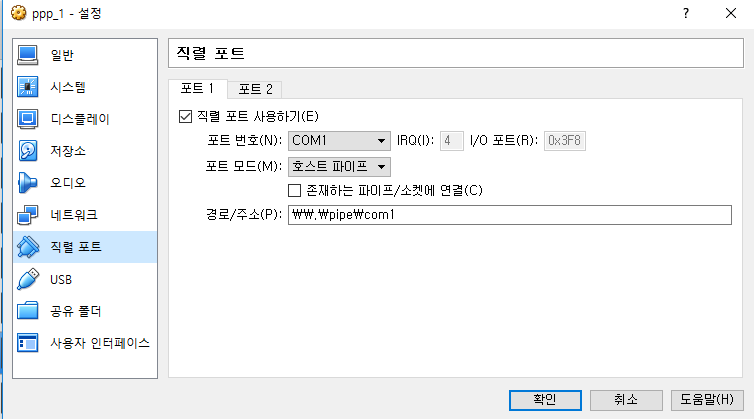 ppp_1 - 설정
일반
시스템
디스플레이
저장소
오디오
네트워크
직렬 포트
USB
공유 폴더
사용자 인터페이스
직렬 포트
포트 1 포트 2
직렬 포트 사용하기(E)
포트 번호(N): COM1 IRQ(I): 4 I/O 포트(R): 0x3F8
포트 모드(M): 호스트 파이프
존재하는 파이프/소켓에 연결(C)
경로/주소(P): ₩₩.₩pipe₩com1
확인 취소 도움말(H)